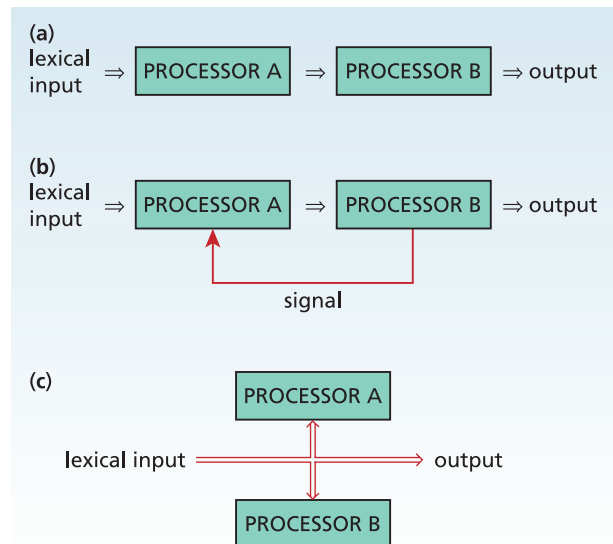 (a)
lexical
input ⇒ PROCESSOR A ⇒ PROCESSOR B ⇒ output
(b)
lexical
input ⇒ PROCESSOR A ⇒ PROCESSOR B ⇒ output
signal
(c)
PROCESSOR A
lexical input output
PROCESSOR B